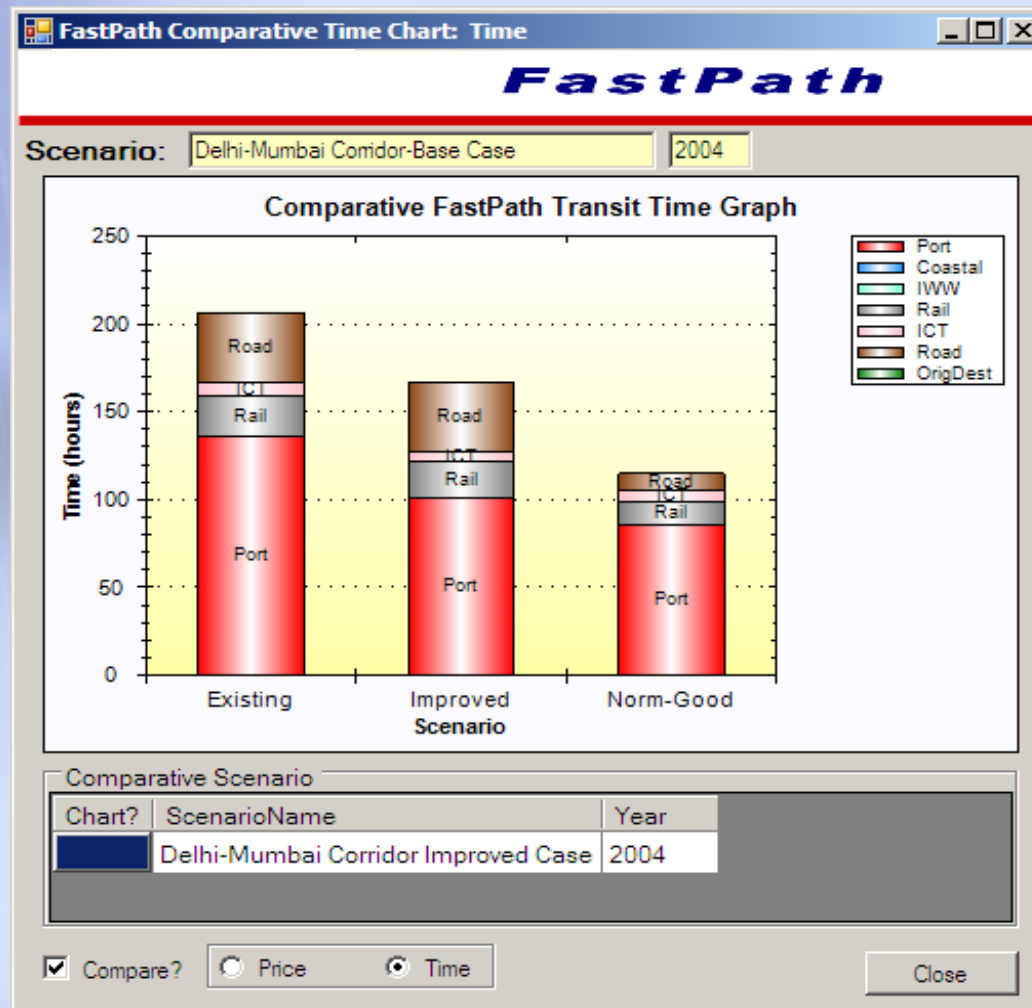 FastPath Comparative Time Chart: Time
FastPath
Scenario: Delhi-Mumbai Corridor-Base Case 2004
Comparative FastPath Transit Time Graph
250
200
150
100
50
0
Time (hours)
Road
ICT
Rail
Port
Road
ICT
Rail
Port
Road
ICT
Rail
Port
Existing Improved Norm-Good
Scenario
Port
Coastal
IWW
Rail
ICT
Road
OrigDest
Comparative Scenario
Chart? ScenarioName Year
Delhi-Mumbai Corridor Improved Case 2004
Compare? Price Time Close